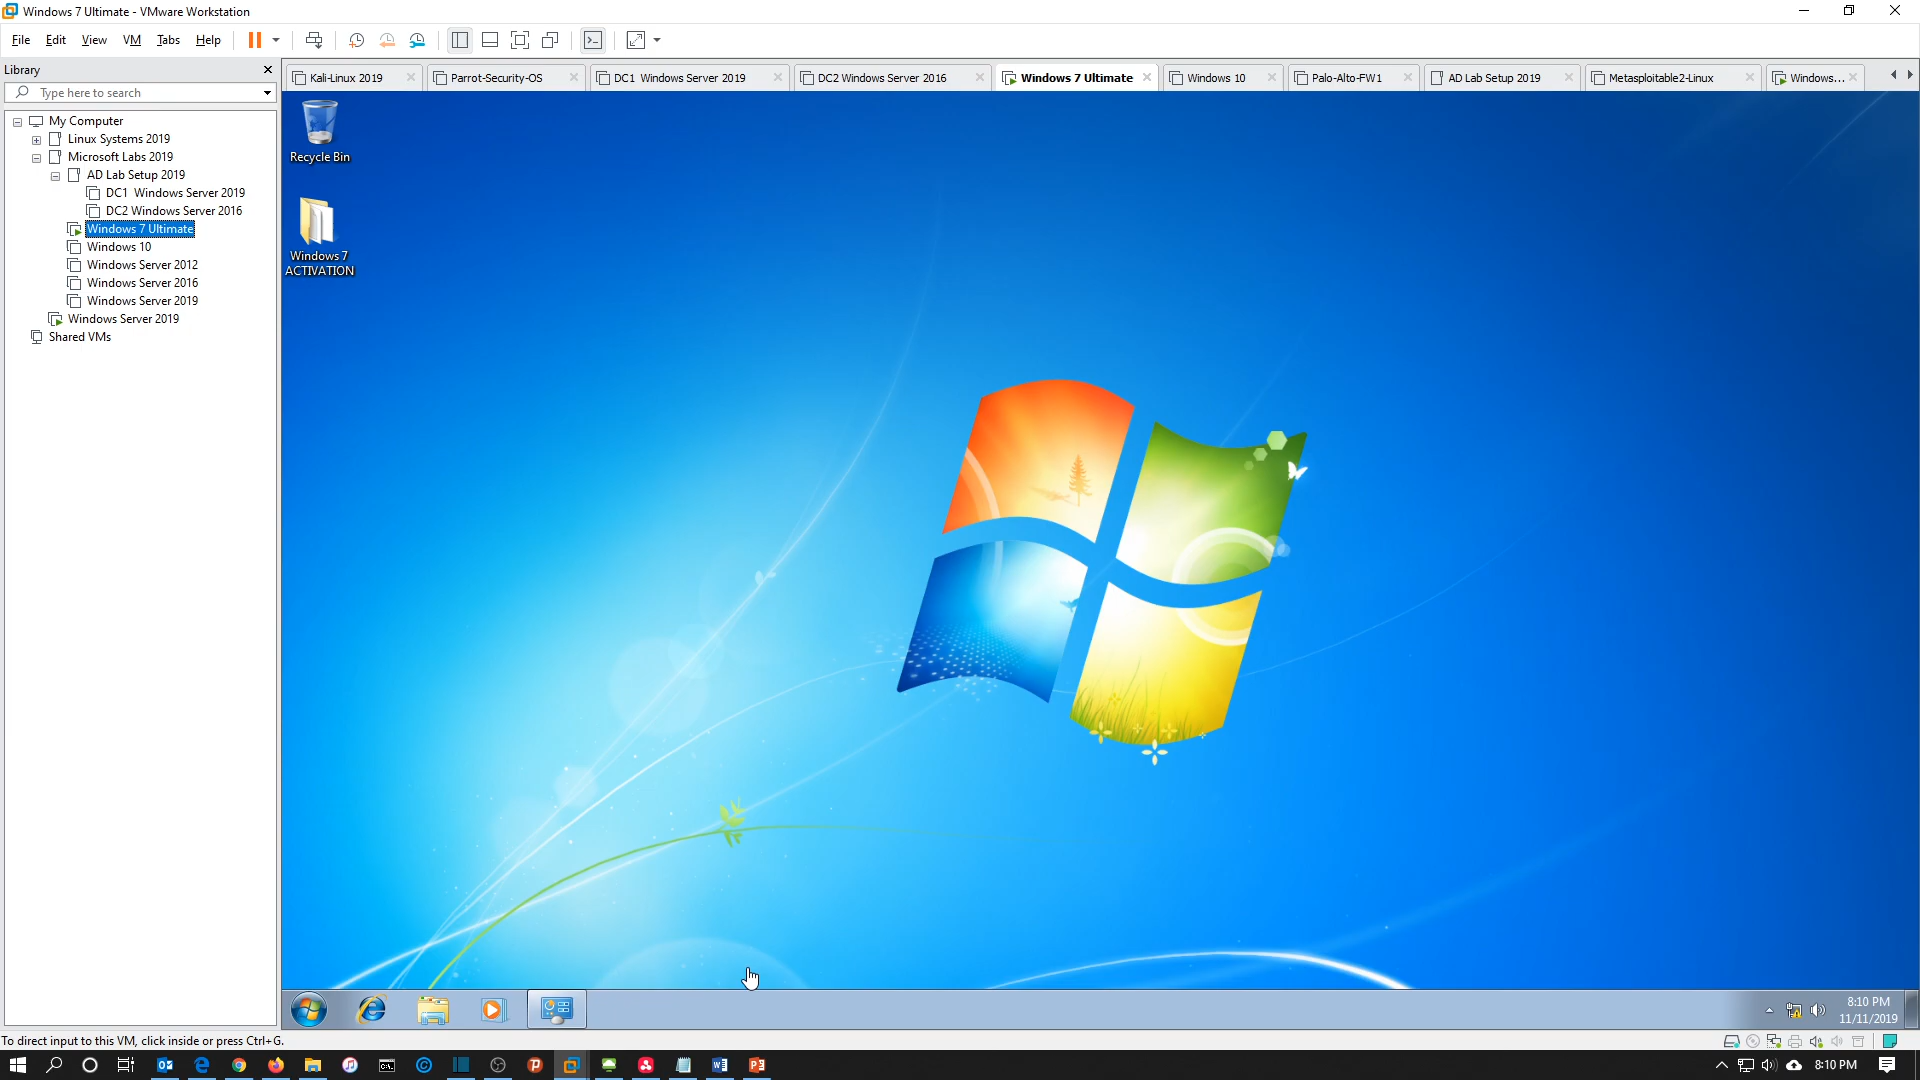 Windows 7 Ultimate - VMware Workstation
File Edit View VM Tabs Help
Library
Type here to search
My Computer
Linux Systems 2019
Microsoft Labs 2019
AD Lab Setup 2019
DC1 Windows Server 2019
DC2 Windows Server 2016
Windows 7 Ultimate
Windows 10
Windows Server 2012
Windows Server 2016
Windows Server 2019
Windows Server 2019
Shared VMs
Kali-Linux 2019 Parrot-Security-OS DC1 Windows Server 2019 DC2 Windows Server 2016 Windows 7 Ultimate Windows 10 Palo-Alto-FW1 AD Lab Setup 2019 Metasploitable2-Linux Windows...
Recycle Bin
Windows 7
ACTIVATION
8:10 PM
11/11/2019
To direct input to this VM, click inside or press Ctrl+G.
8:10 PM